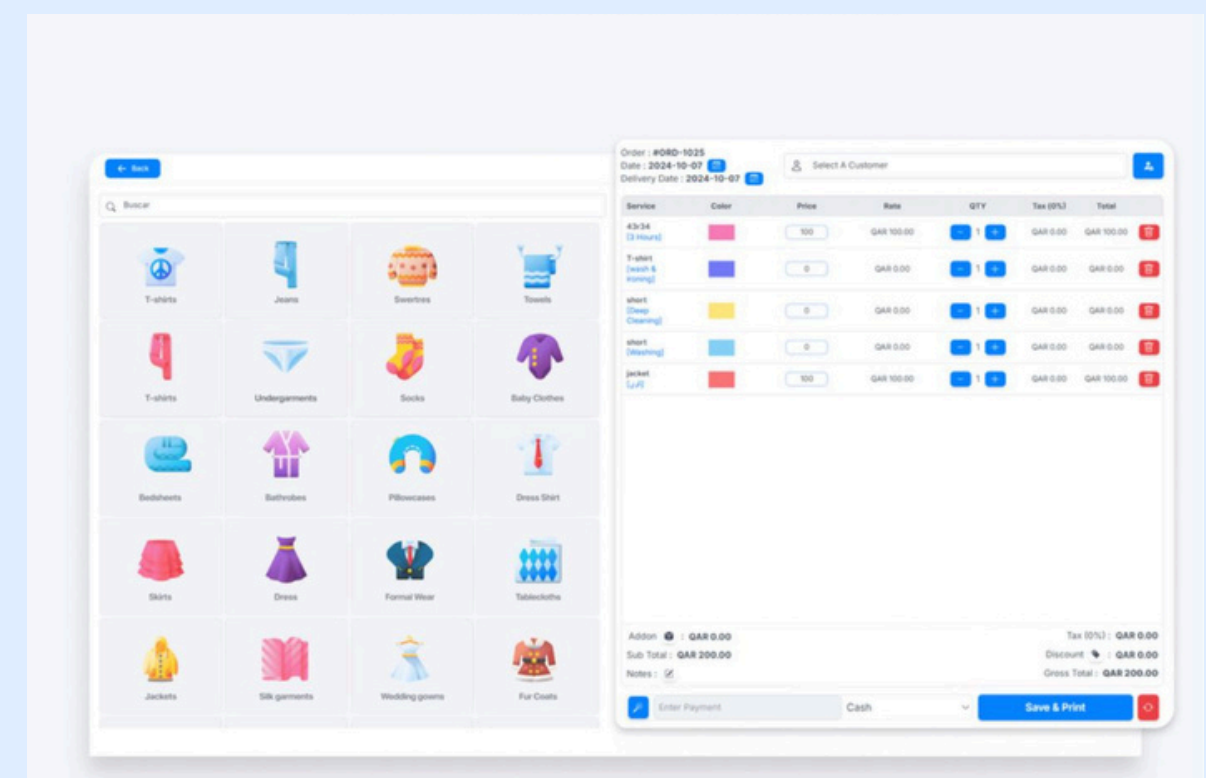 ← Back
Buscar
T-shirts
Jeans
Swertres
Towels
T-shirts
Undergarments
Socks
Baby Clothes
Bedsheets
Bathrobes
Pillowcases
Dress Shirt
Skirts
Dress
Formal Wear
Tablecloths
Jackets
Silk garments
Wedding gowns
Fur Coats
Order : #ORD-1025
Date : 2024-10-07
Delivery Date : 2024-10-07
Select A Customer
Service Color Price Rate QTY Tax (0%) Total
43r34
[3 Hours]
100 QAR 100.00 − 1 + QAR 0.00 QAR 100.00
T-shirt
[wash &
ironing]
0 QAR 0.00 − 1 + QAR 0.00 QAR 0.00
short
[Deep
Cleaning]
0 QAR 0.00 − 1 + QAR 0.00 QAR 0.00
short
[Washing]
0 QAR 0.00 − 1 + QAR 0.00 QAR 0.00
jacket
100 QAR 100.00 − 1 + QAR 0.00 QAR 100.00
Addon : QAR 0.00
Sub Total : QAR 200.00
Notes :
Tax (0%) : QAR 0.00
Discount : QAR 0.00
Gross Total : QAR 200.00
Enter Payment
Cash
Save & Print